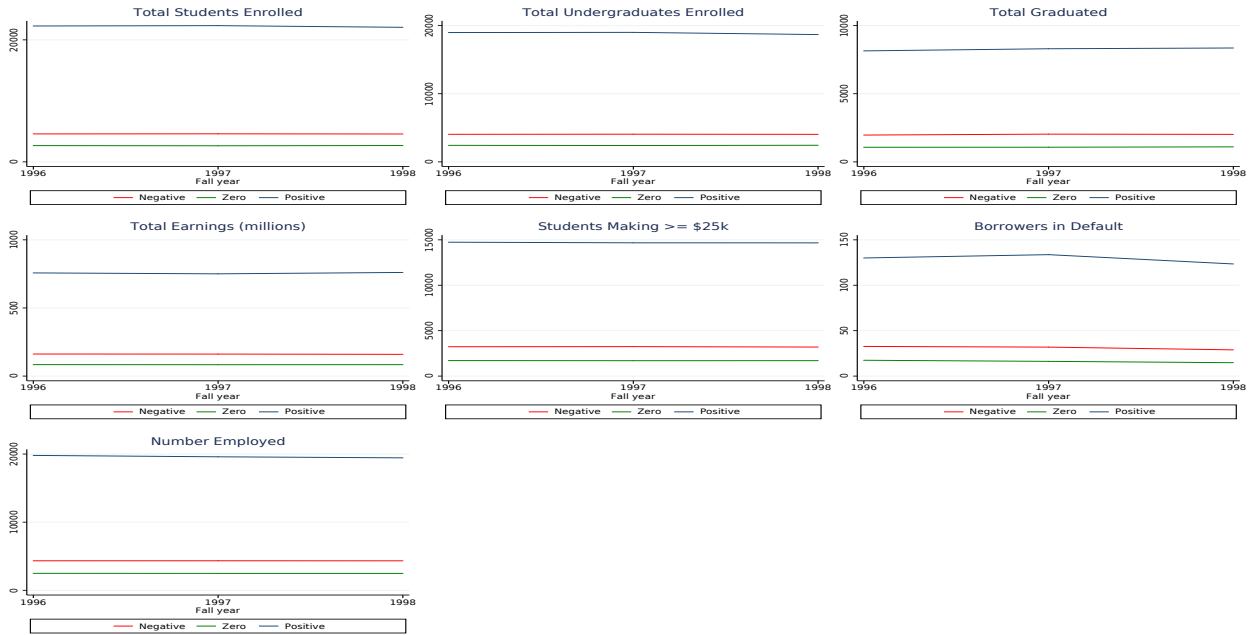 Total Students Enrolled
20000
0
1996 1997 1998
Fall year
Negative Zero Positive
Total Undergraduates Enrolled
20000
10000
0
1996 1997 1998
Fall year
Negative Zero Positive
Total Graduated
10000
5000
0
1996 1997 1998
Fall year
Negative Zero Positive
Total Earnings (millions)
1000
500
0
1996 1997 1998
Fall year
Negative Zero Positive
Students Making >= $25k
15000
10000
5000
0
1996 1997 1998
Fall year
Negative Zero Positive
Borrowers in Default
150
100
50
0
1996 1997 1998
Fall year
Negative Zero Positive
Number Employed
20000
10000
0
1996 1997 1998
Fall year
Negative Zero Positive